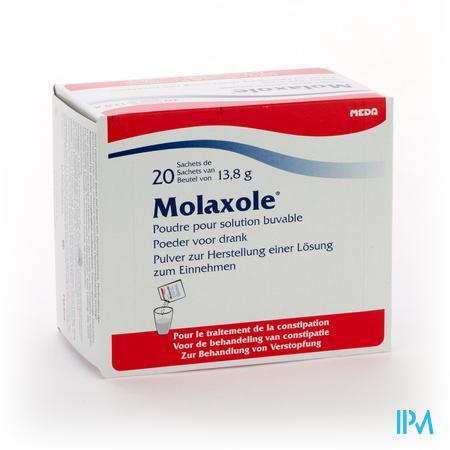 MEDA
20 Sachets de
Sachets van
Beutel von 13,8 g
Molaxole®
Poudre pour solution buvable
Poeder voor drank
Pulver zur Herstellung einer Lösung
zum Einnehmen
Pour le traitement de la constipation
Voor de behandeling van constipatie
Zur Behandlung von Verstopfung
IPM